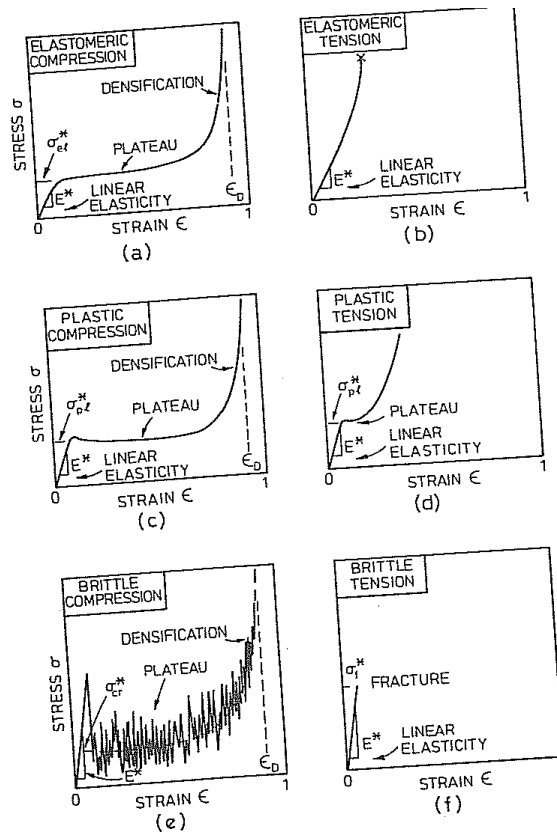 ELASTOMERIC
COMPRESSION
DENSIFICATION
STRESS σ
σ*el
PLATEAU
E*
LINEAR
ELASTICITY
ϵD
0
STRAIN ϵ
1
(a)
ELASTOMERIC
TENSION
E*
LINEAR
ELASTICITY
0
STRAIN ϵ
1
(b)
PLASTIC
COMPRESSION
DENSIFICATION
STRESS σ
σ*pl
PLATEAU
E*
LINEAR
ELASTICITY
ϵD
0
STRAIN ϵ
1
(c)
PLASTIC
TENSION
σ*pl
PLATEAU
E*
LINEAR
ELASTICITY
0
STRAIN ϵ
1
(d)
BRITTLE
COMPRESSION
DENSIFICATION
PLATEAU
STRESS σ
σ*cr
E*
ϵD
0
STRAIN ϵ
1
(e)
BRITTLE
TENSION
σ*f
FRACTURE
E*
LINEAR
ELASTICITY
0
STRAIN ϵ
(f)